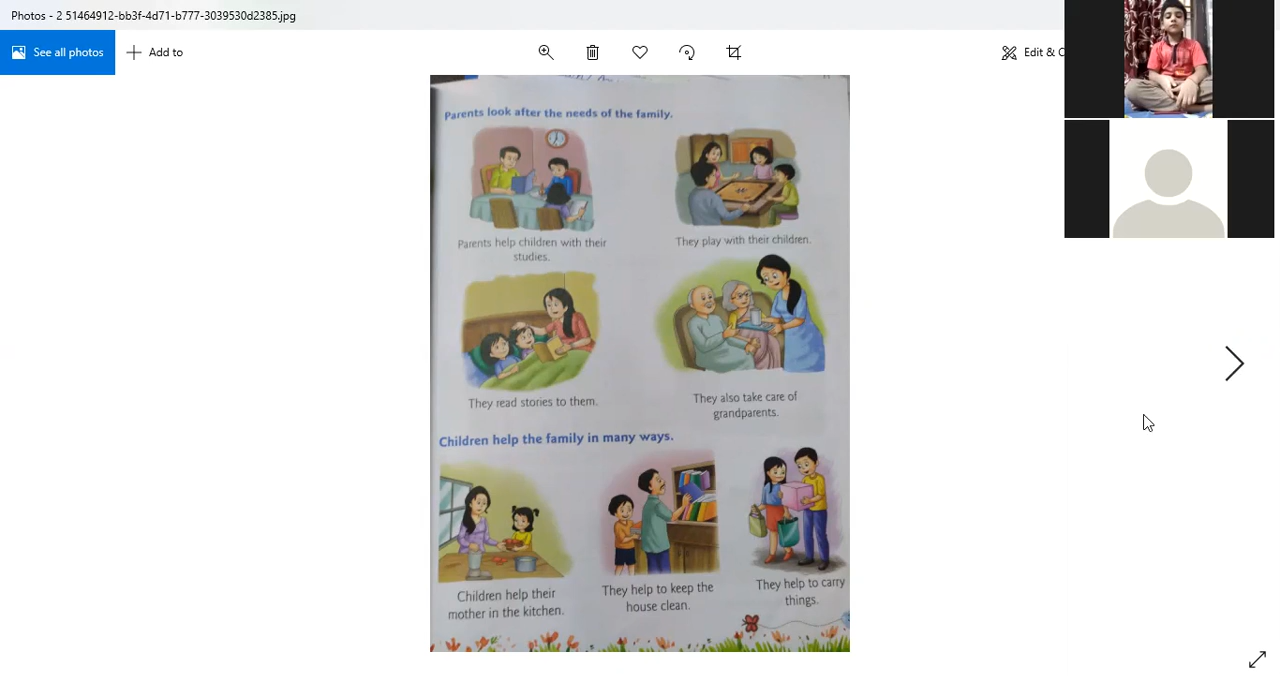 Photos - 2 51464912-bb3f-4d71-b777-3039530d2385.jpg
See all photos
Add to
Edit & C
Parents look after the needs of the family.
Parents help children with their
studies.
They play with their children.
They read stories to them.
They also take care of
grandparents.
Children help the family in many ways.
Children help their
mother in the kitchen.
They help to keep the
house clean.
They help to carry
things.